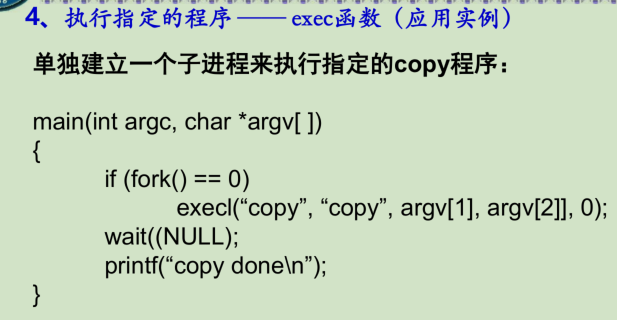 4、执行指定的程序 —— exec函数（应用实例）
单独建立一个子进程来执行指定的copy程序：
main(int argc, char *argv[ ])
{
if (fork() == 0)
execl(“copy”, “copy”, argv[1], argv[2]], 0);
wait((NULL);
printf(“copy done\n”);
}